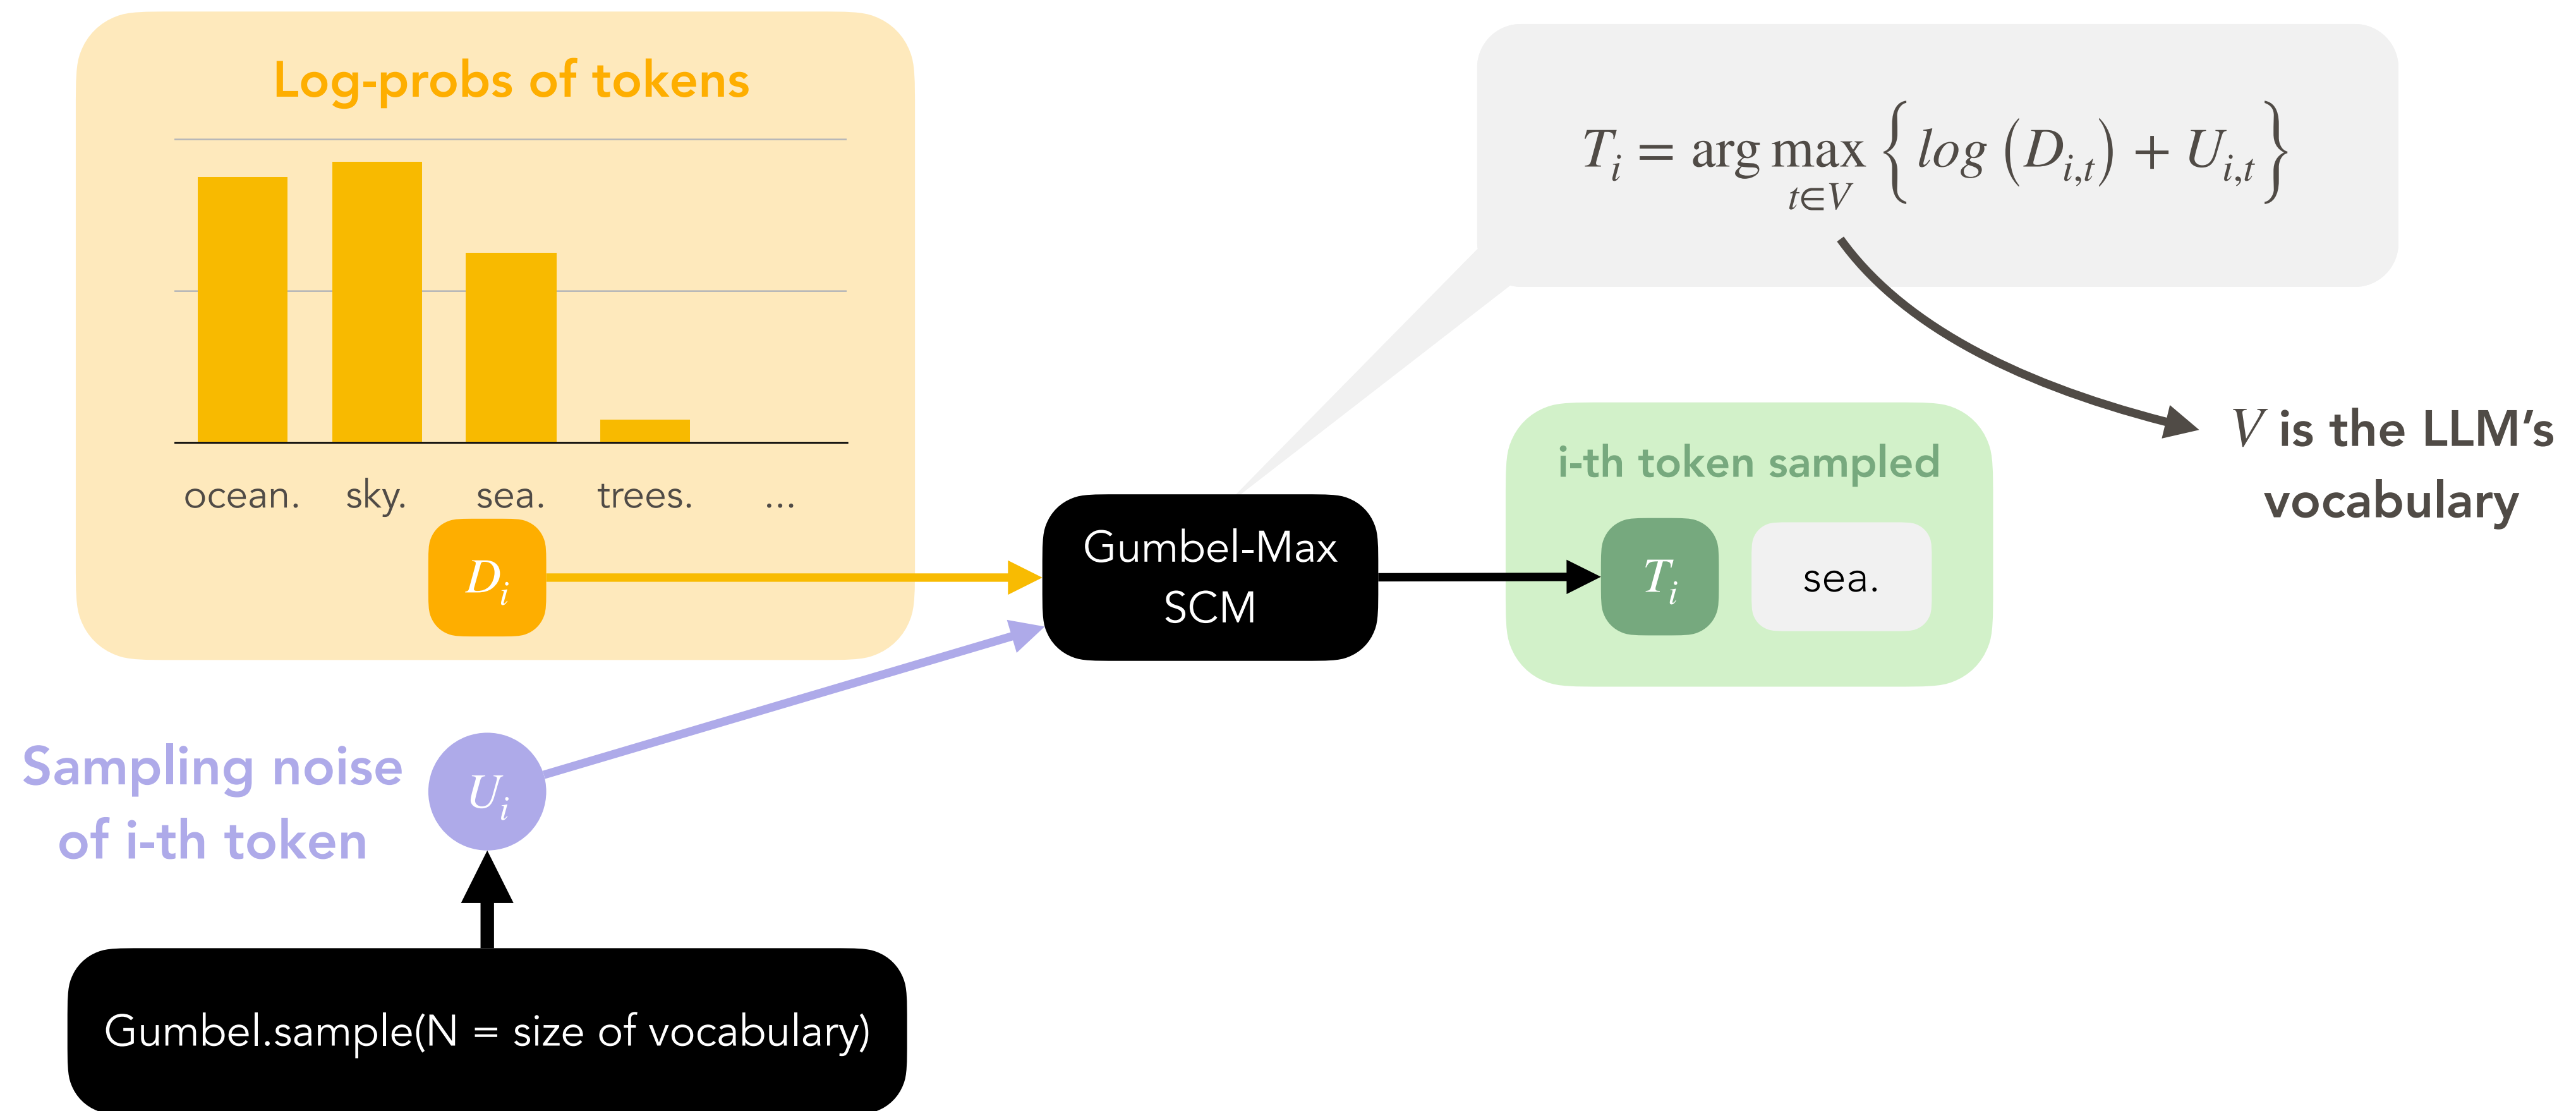 Log-probs of tokens
ocean. sky. sea. trees. ...
D_i
Sampling noise
of i-th token
U_i
Gumbel.sample(N = size of vocabulary)
Gumbel-Max
SCM
T_i = arg max_{t∈V} { log (D_{i,t}) + U_{i,t} }
V is the LLM’s
vocabulary
i-th token sampled
T_i sea.